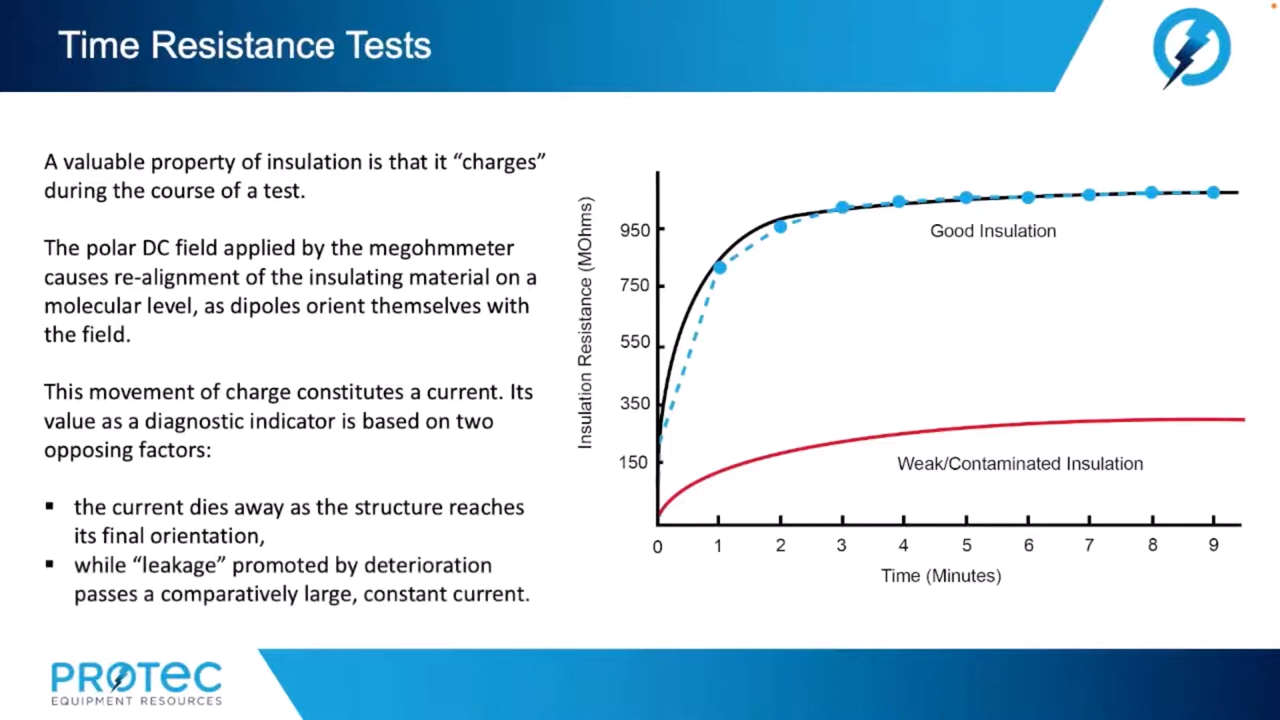 Time Resistance Tests
A valuable property of insulation is that it “charges”
during the course of a test.
The polar DC field applied by the megohmmeter
causes re-alignment of the insulating material on a
molecular level, as dipoles orient themselves with
the field.
This movement of charge constitutes a current. Its
value as a diagnostic indicator is based on two
opposing factors:
▪ the current dies away as the structure reaches
its final orientation,
▪ while “leakage” promoted by deterioration
passes a comparatively large, constant current.
Insulation Resistance (MOhms)
950
750
550
350
150
Good Insulation
Weak/Contaminated Insulation
0 1 2 3 4 5 6 7 8 9
Time (Minutes)
PROTEC
EQUIPMENT RESOURCES